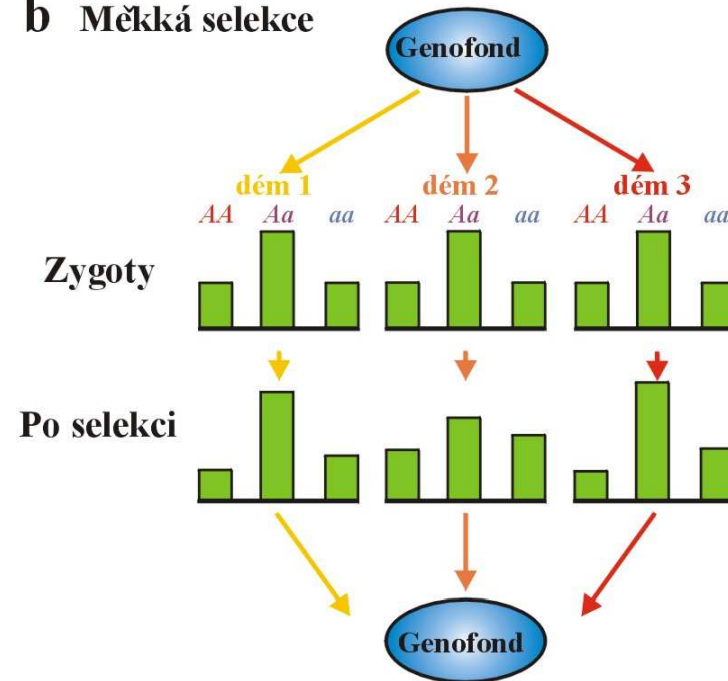 b Měkká selekce
Genofond
dém 1 dém 2 dém 3
AA Aa aa AA Aa aa AA Aa aa
Zygoty
Po selekci
Genofond